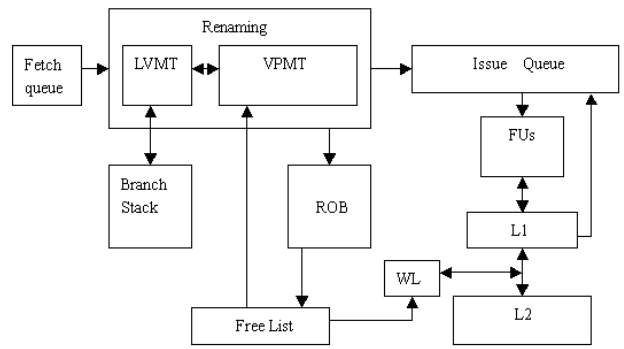 Renaming
Fetch
queue
LVMT
VPMT
Issue Queue
FUs
Branch
Stack
ROB
L1
WL
Free List
L2